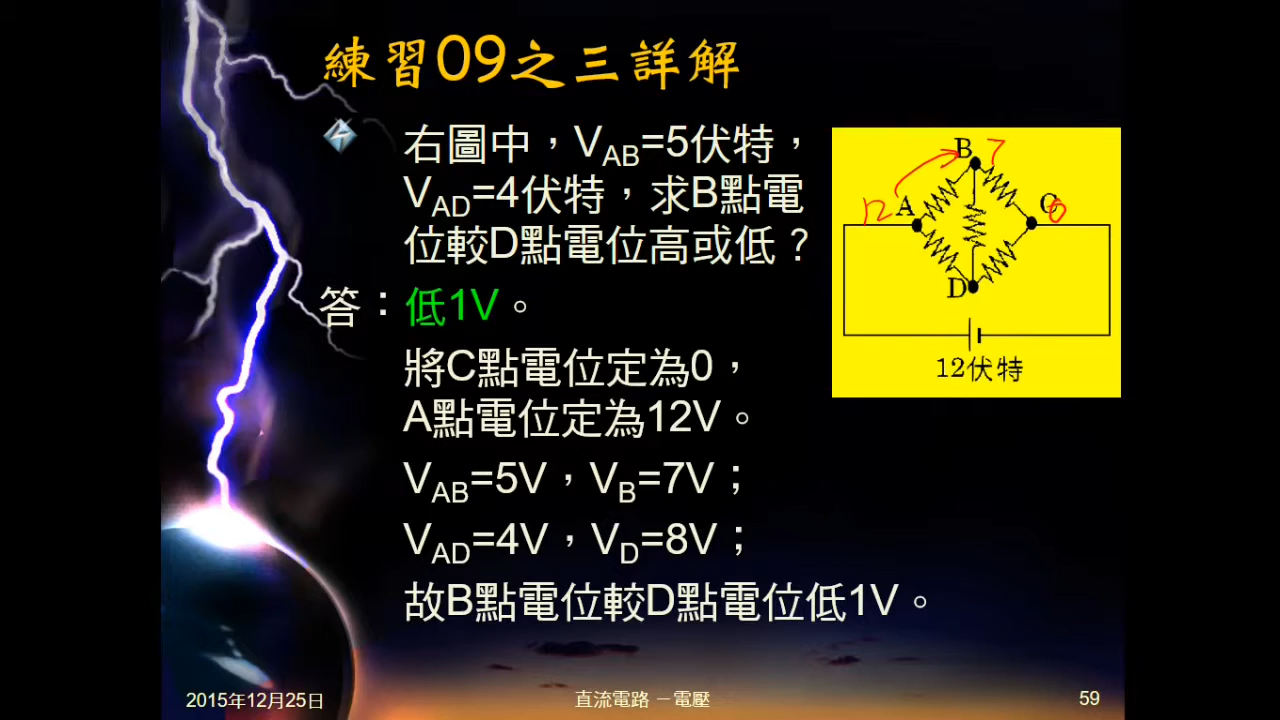 練習09之三詳解
右圖中，VAB=5伏特，
VAD=4伏特，求B點電
位較D點電位高或低？
答：低1V。
將C點電位定為0，
A點電位定為12V。
VAB=5V，VB=7V；
VAD=4V，VD=8V；
故B點電位較D點電位低1V。
B 7
12 A C 0
D
12伏特
2015年12月25日 直流電路－電壓 59